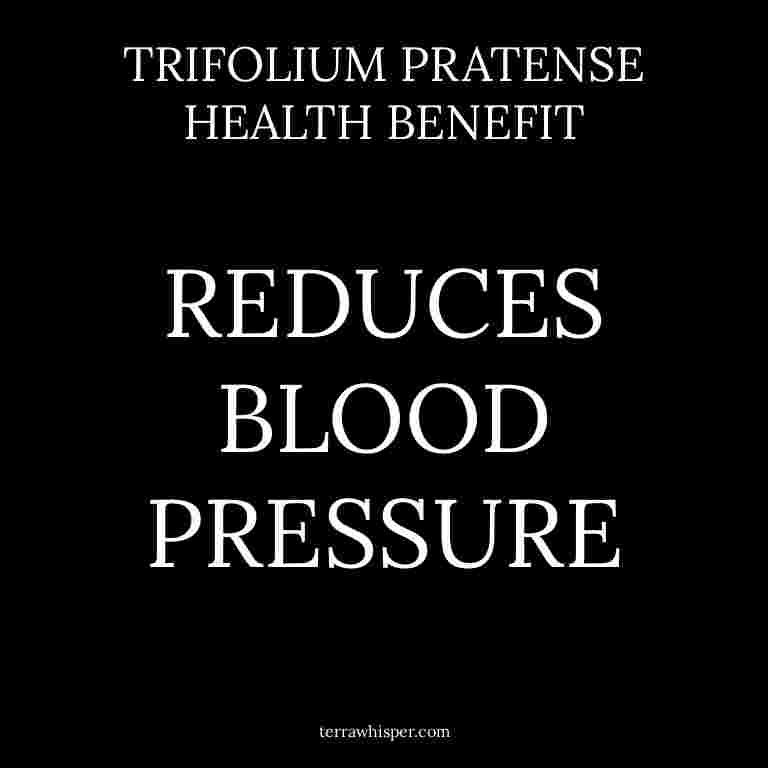 TRIFOLIUM PRATENSE
HEALTH BENEFIT
REDUCES
BLOOD
PRESSURE
terrawhisper.com